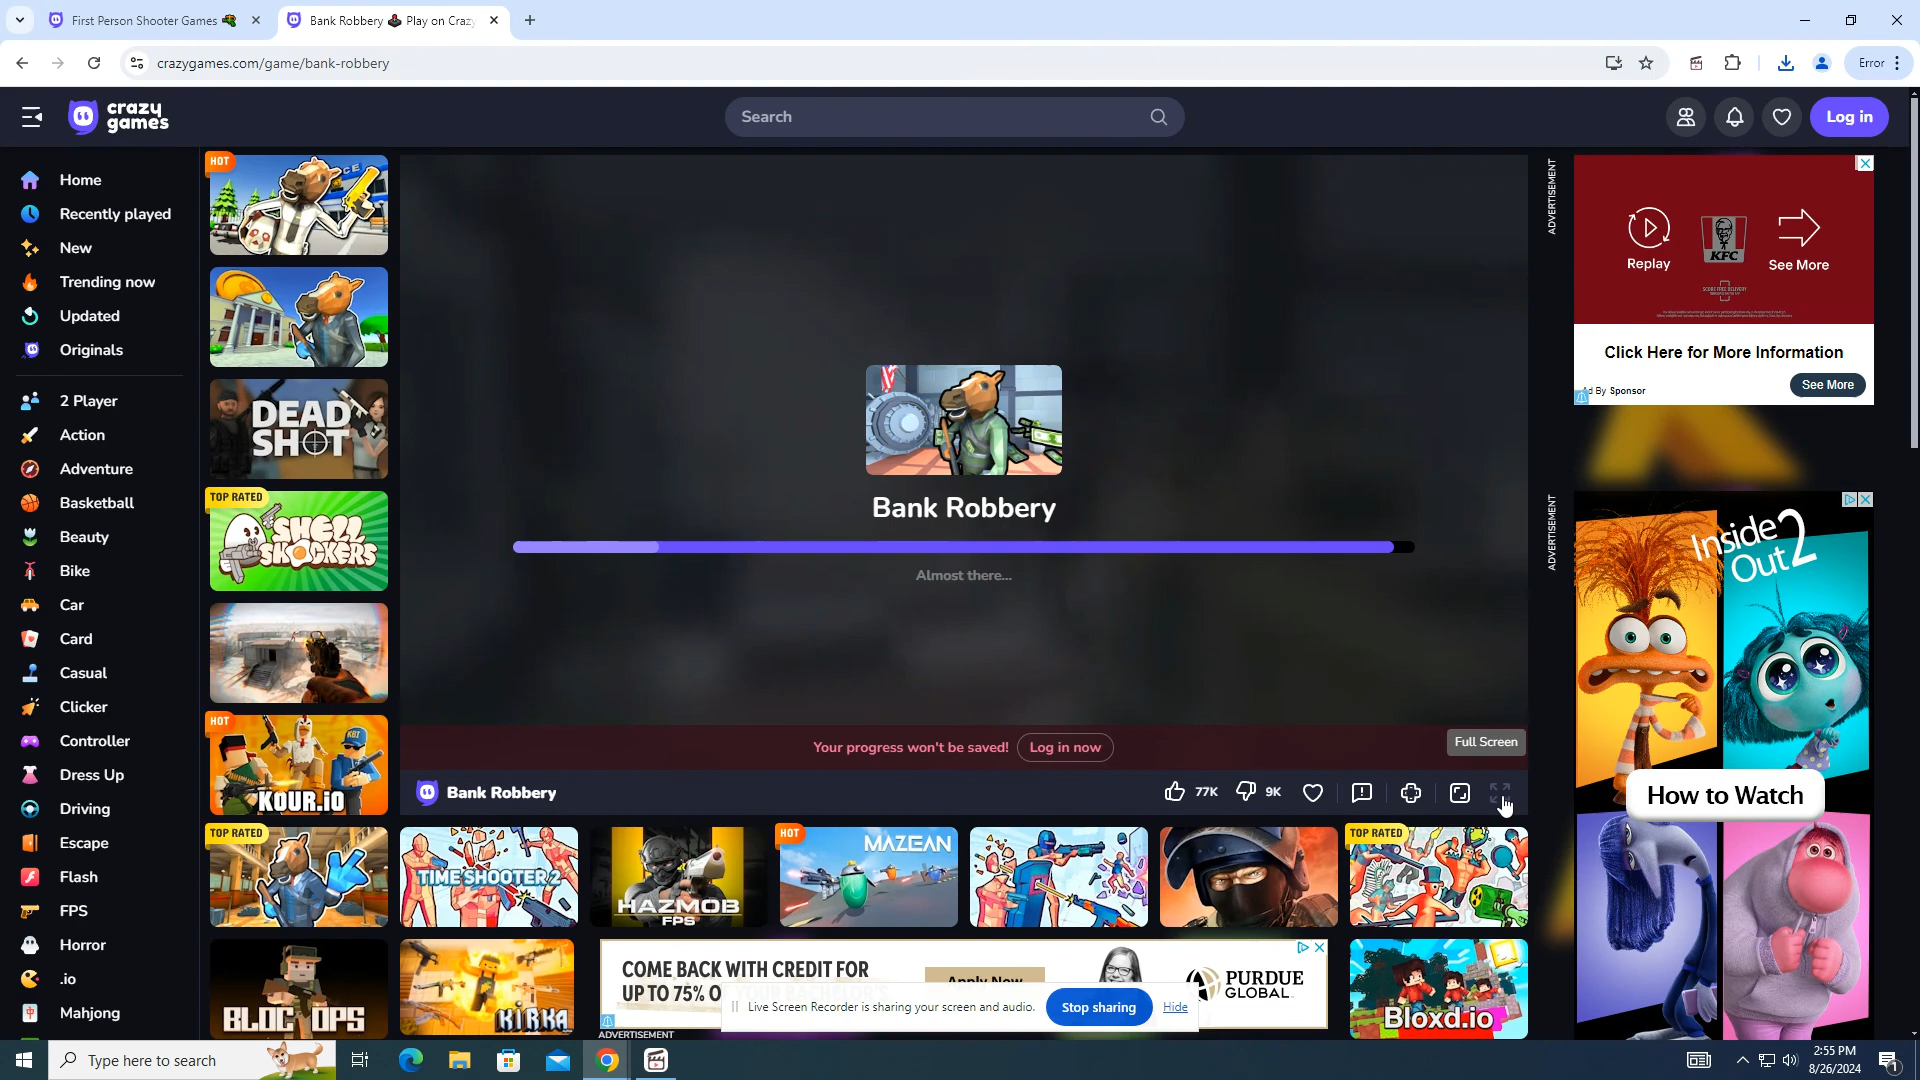 First Person Shooter Games
Bank Robbery Play on Crazy
crazygames.com/game/bank-robbery
Error
crazy
games
Search
Log in
Home
Recently played
New
Trending now
Updated
Originals
2 Player
Action
Adventure
Basketball
Beauty
Bike
Car
Card
Casual
Clicker
Controller
Dress Up
Driving
Escape
Flash
FPS
Horror
.io
Mahjong
HOT
DEAD
SHOT
TOP RATED
SHELL
SHOCKERS
HOT
KOUR.iO
TOP RATED
BLOC OPS
Bank Robbery
Almost there...
Your progress won't be saved!
Log in now
Full Screen
Bank Robbery
77K
9K
TIME SHOOTER 2
HAZMOB
FPS
HOT
MAZEAN
TOP RATED
KIRKA
COME BACK WITH CREDIT FOR
UP TO 75% O
Apply Now
PURDUE
GLOBAL
ADVERTISEMENT
Live Screen Recorder is sharing your screen and audio.
Stop sharing
Hide
Bloxd.io
ADVERTISEMENT
Replay
KFC
See More
Click Here for More Information
Ad By Sponsor
See More
ADVERTISEMENT
Inside
Out 2
How to Watch
Type here to search
2:55 PM
8/26/2024
1